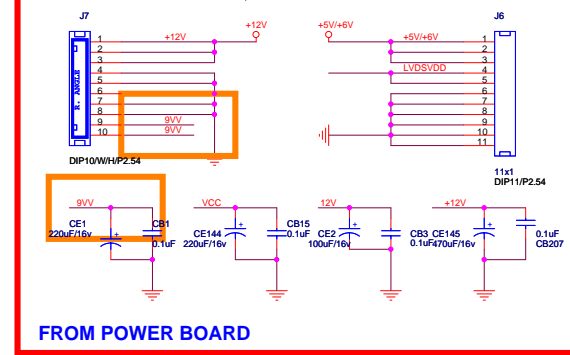 J7
+12V
+5V/+6V
J6
1
+12V
+5V/+6V
1
2
2
3
3
4
LVDSVDD
4
5
5
6
6
7
7
8
8
9
9VV
9
10
9VV
10
11
R. ANGLE
DIP10/W/H/P2.54
11x1
DIP11/P2.54
9VV
VCC
12V
+12V
CE1
220uF/16v
CB1
0.1uF
CE144
220uF/16v
CB15
0.1uF
CE2
100uF/16v
CB3
0.1uF
CE145
470uF/16v
0.1uF
CB207
+
+
+
+
FROM POWER BOARD